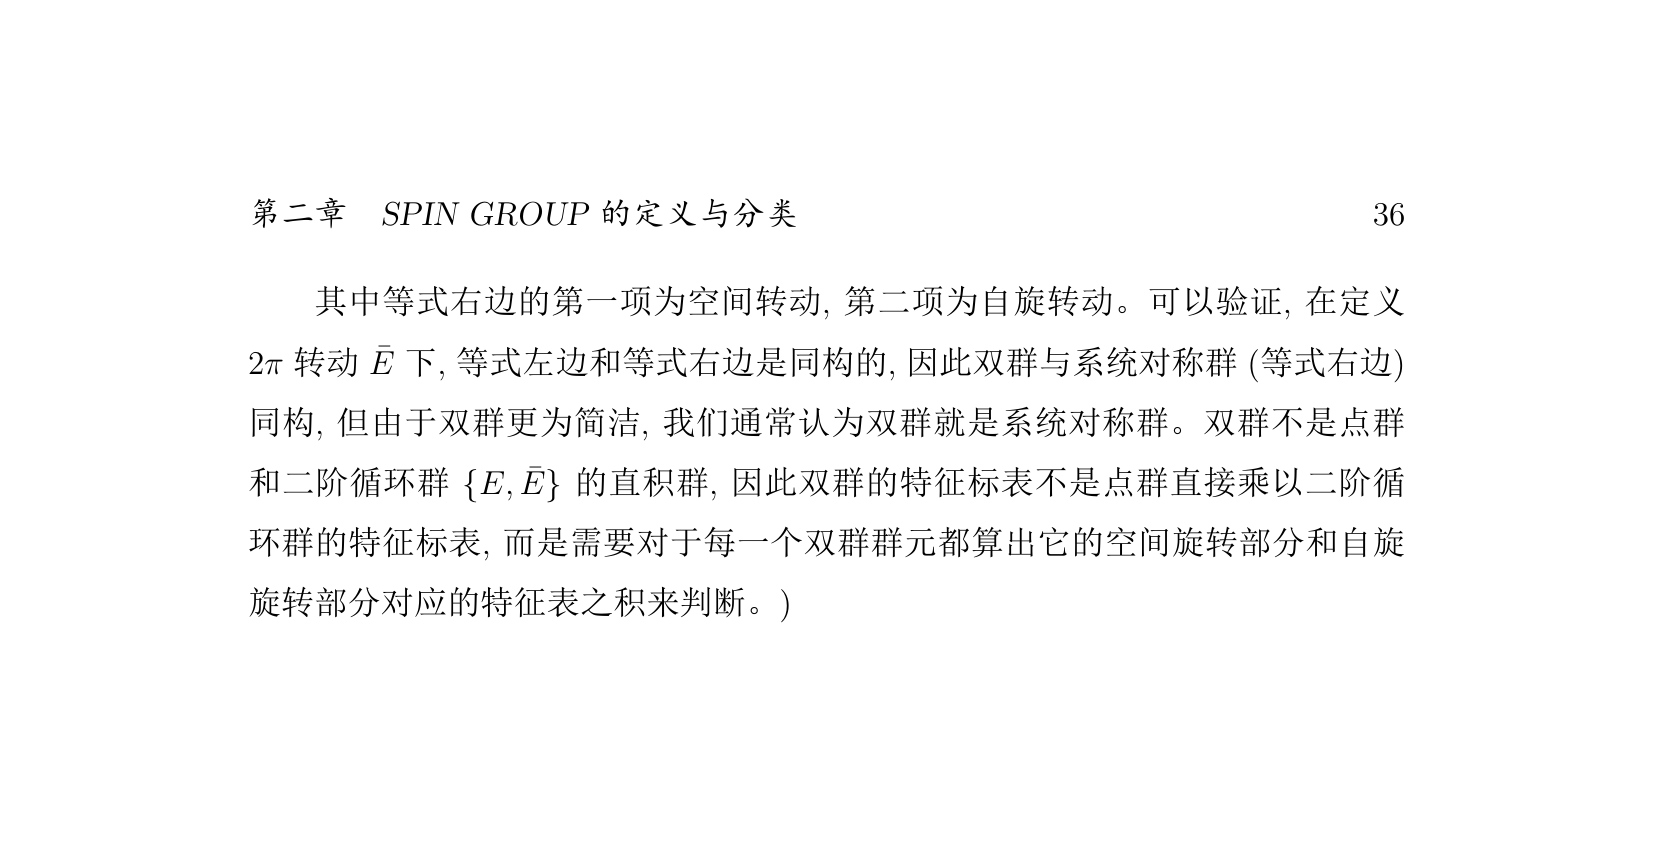 第二章 SPIN GROUP 的定义与分类 36
其中等式右边的第一项为空间转动, 第二项为自旋转动。可以验证, 在定义
2π 转动 Ē 下, 等式左边和等式右边是同构的, 因此双群与系统对称群 (等式右边)
同构, 但由于双群更为简洁, 我们通常认为双群就是系统对称群。双群不是点群
和二阶循环群 {E, Ē} 的直积群, 因此双群的特征标表不是点群直接乘以二阶循
环群的特征标表, 而是需要对于每一个双群群元都算出它的空间旋转部分和自旋
旋转部分对应的特征表之积来判断。)